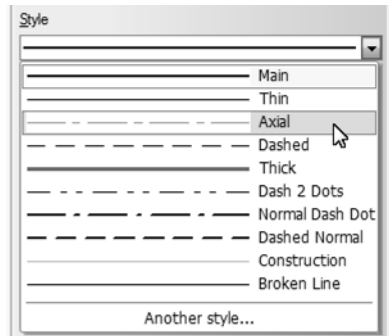 Style
Main
Thin
Axial
Dashed
Thick
Dash 2 Dots
Normal Dash Dot
Dashed Normal
Construction
Broken Line
Another style...